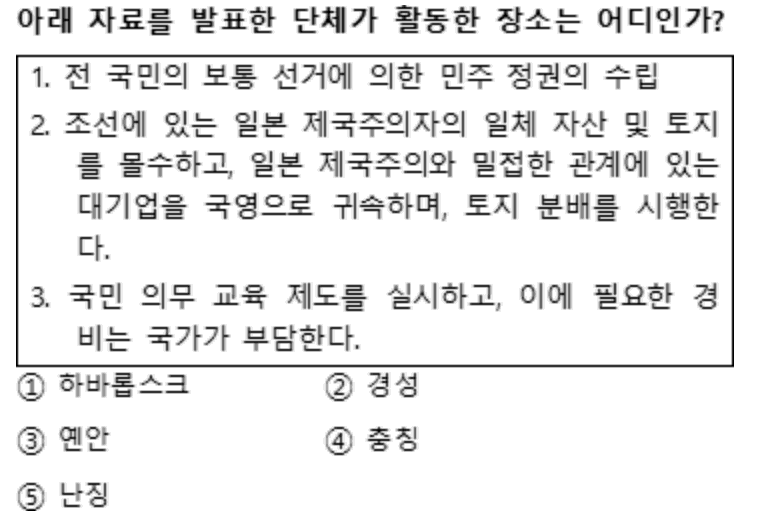 아래 자료를 발표한 단체가 활동한 장소는 어디인가?
1. 전 국민의 보통 선거에 의한 민주 정권의 수립
2. 조선에 있는 일본 제국주의자의 일체 자산 및 토지
를 몰수하고, 일본 제국주의와 밀접한 관계에 있는
대기업을 국영으로 귀속하며, 토지 분배를 시행한
다.
3. 국민 의무 교육 제도를 실시하고, 이에 필요한 경
비는 국가가 부담한다.
① 하바롭스크 ② 경성
③ 옌안 ④ 충칭
⑤ 난징